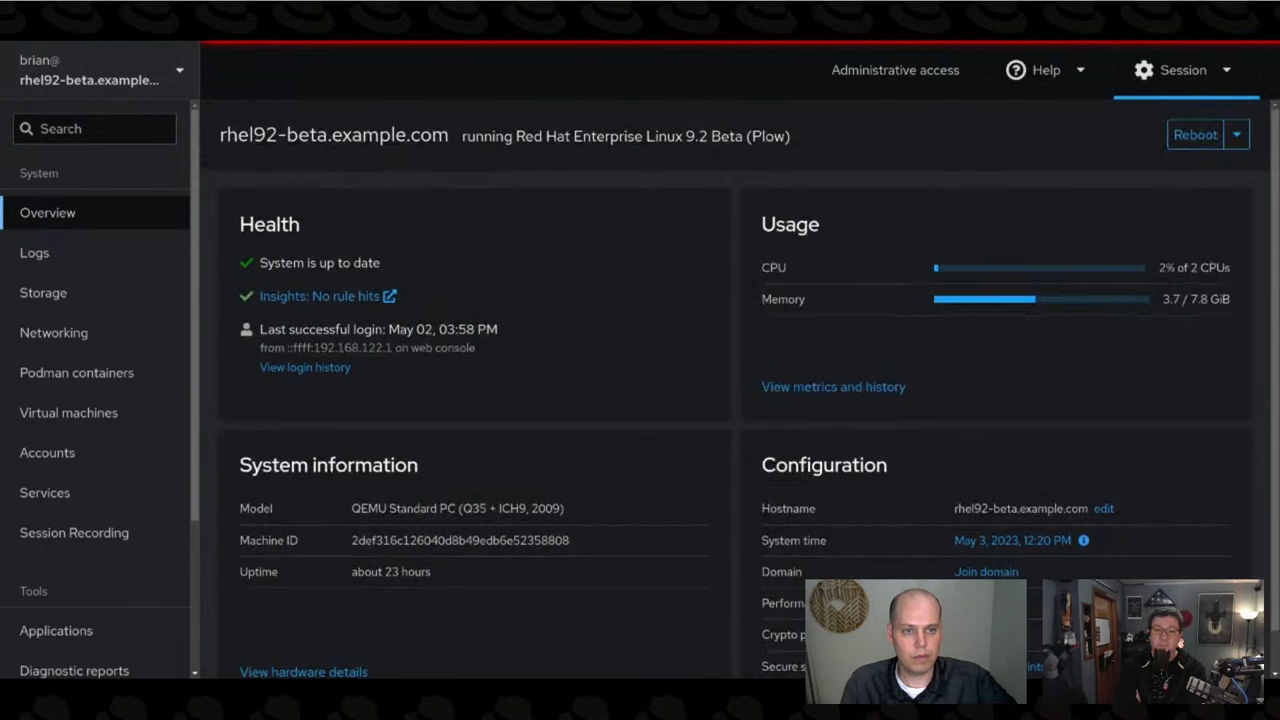 brian@
rhel92-beta.example...
Administrative access
Help
Session
Search
rhel92-beta.example.com running Red Hat Enterprise Linux 9.2 Beta (Plow)
Reboot
System
Overview
Logs
Storage
Networking
Podman containers
Virtual machines
Accounts
Services
Session Recording
Tools
Applications
Diagnostic reports
Health
System is up to date
Insights: No rule hits
Last successful login: May 02, 03:58 PM
from ::ffff:192.168.122.1 on web console
View login history
Usage
CPU 2% of 2 CPUs
Memory 3.7 / 7.8 GiB
View metrics and history
System information
Model QEMU Standard PC (Q35 + ICH9, 2009)
Machine ID 2def316c126040d8b49edb6e52358808
Uptime about 23 hours
View hardware details
Configuration
Hostname rhel92-beta.example.com edit
System time May 3, 2023, 12:20 PM
Domain Join domain
Perform
Crypto p
Secure s